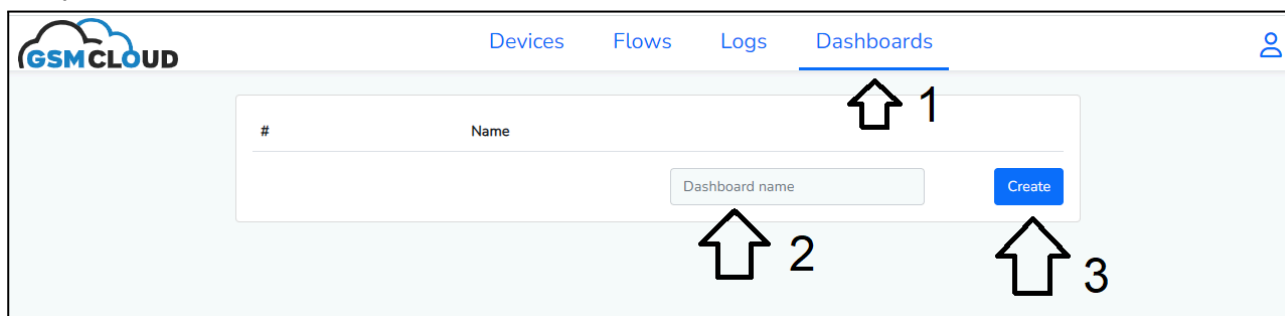 GSMCLOUD Devices Flows Logs Dashboards
1
# Name
Dashboard name Create
2
3